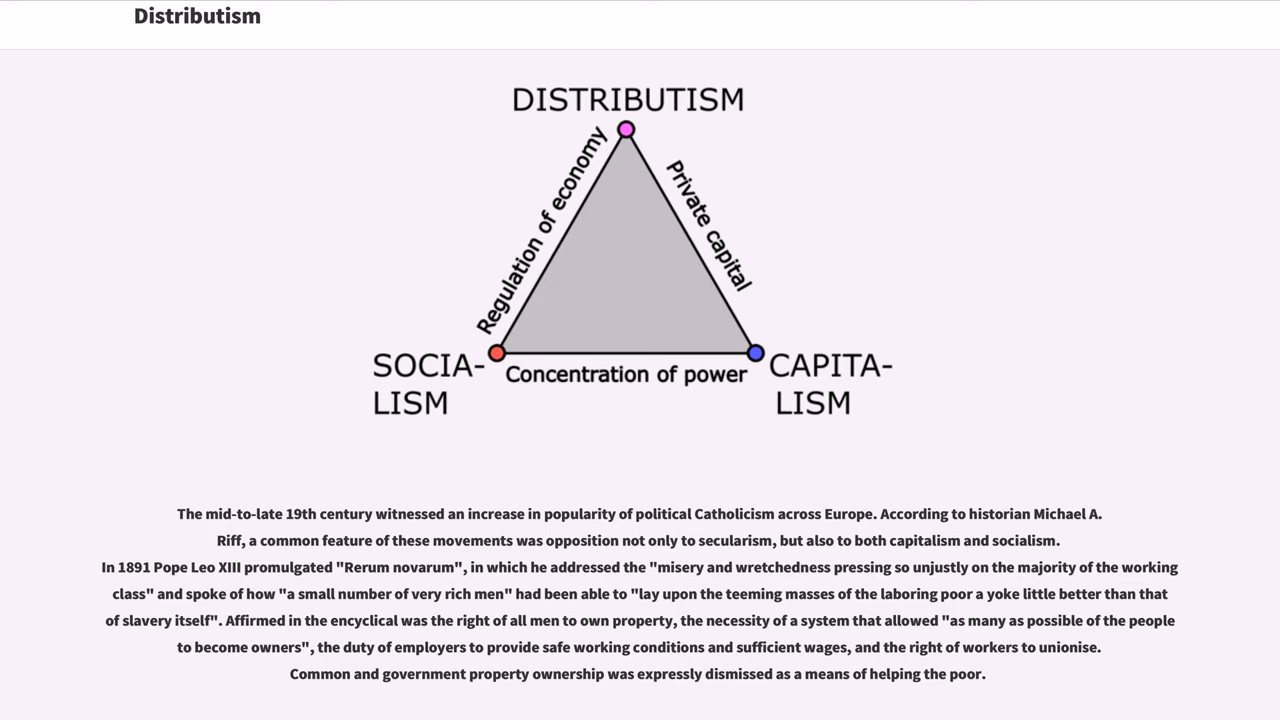 Distributism
DISTRIBUTISM
Regulation of economy
Private capital
SOCIA-
LISM
Concentration of power
CAPITA-
LISM
The mid-to-late 19th century witnessed an increase in popularity of political Catholicism across Europe. According to historian Michael A.
Riff, a common feature of these movements was opposition not only to secularism, but also to both capitalism and socialism.
In 1891 Pope Leo XIII promulgated "Rerum novarum", in which he addressed the "misery and wretchedness pressing so unjustly on the majority of the working
class" and spoke of how "a small number of very rich men" had been able to "lay upon the teeming masses of the laboring poor a yoke little better than that
of slavery itself". Affirmed in the encyclical was the right of all men to own property, the necessity of a system that allowed "as many as possible of the people
to become owners", the duty of employers to provide safe working conditions and sufficient wages, and the right of workers to unionise.
Common and government property ownership was expressly dismissed as a means of helping the poor.